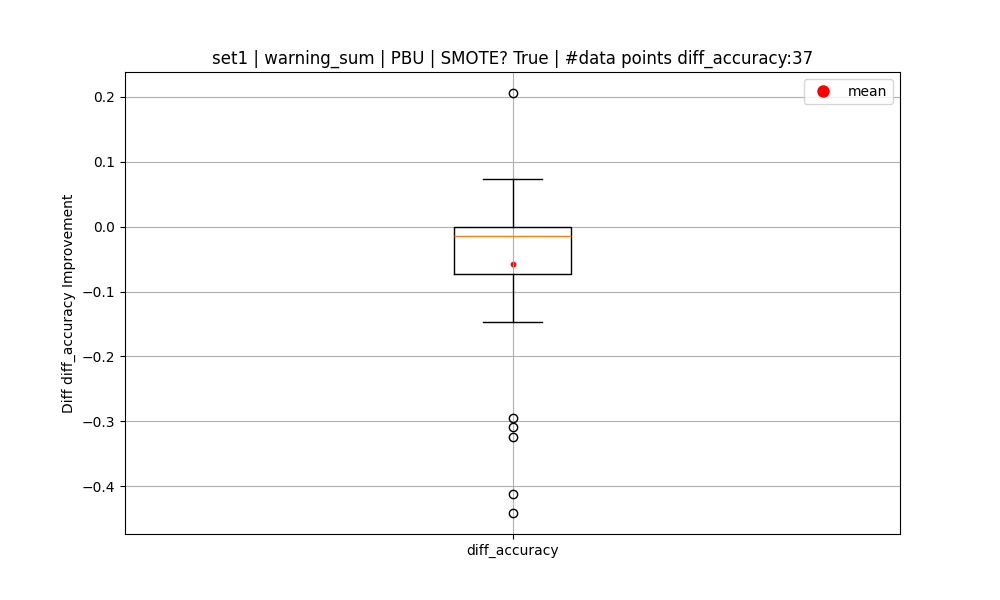 set1 | warning_sum | PBU | SMOTE? True | #data points diff_accuracy:37
mean
0.2
0.1
0.0
−0.1
−0.2
−0.3
−0.4
Diff diff_accuracy Improvement
diff_accuracy